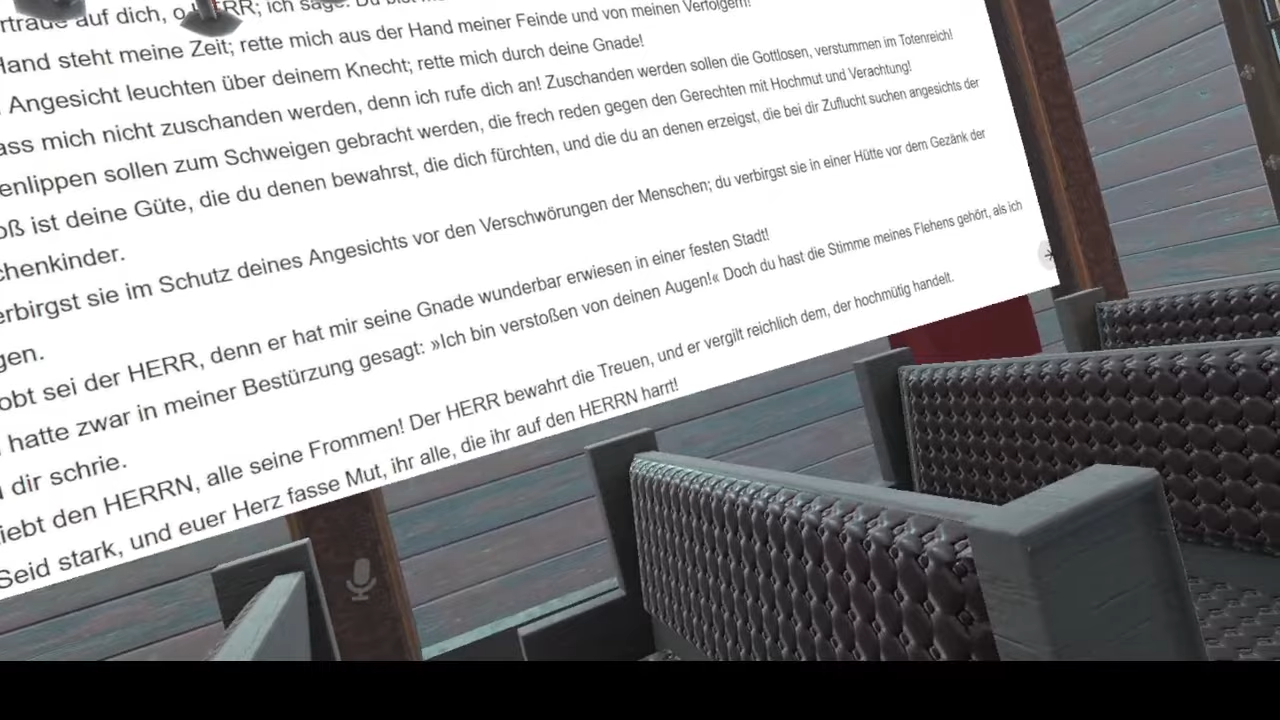 auf dich, o HERR; ich sage:
Hand steht meine Zeit; rette mich aus der Hand meiner Feinde und von meinen Verfolgern!
Angesicht leuchten über deinem Knecht; rette mich durch deine Gnade!
ass mich nicht zuschanden werden, denn ich rufe dich an! Zuschanden werden sollen die Gottlosen, verstummen im Totenreich!
enlippen sollen zum Schweigen gebracht werden, die frech reden gegen den Gerechten mit Hochmut und Verachtung!
oß ist deine Güte, die du denen bewahrst, die dich fürchten, und die du an denen erzeigst, die bei dir Zuflucht suchen angesichts der
chenkinder.
erbirgst sie im Schutz deines Angesichts vor den Verschwörungen der Menschen; du verbirgst sie in einer Hütte vor dem Gezänk der
gen.
obt sei der HERR, denn er hat mir seine Gnade wunderbar erwiesen in einer festen Stadt!
hatte zwar in meiner Bestürzung gesagt: »Ich bin verstoßen von deinen Augen!« Doch du hast die Stimme meines Flehens gehört, als ich
dir schrie.
iebt den HERRN, alle seine Frommen! Der HERR bewahrt die Treuen, und er vergilt reichlich dem, der hochmütig handelt.
Seid stark, und euer Herz fasse Mut, ihr alle, die ihr auf den HERRN harrt!